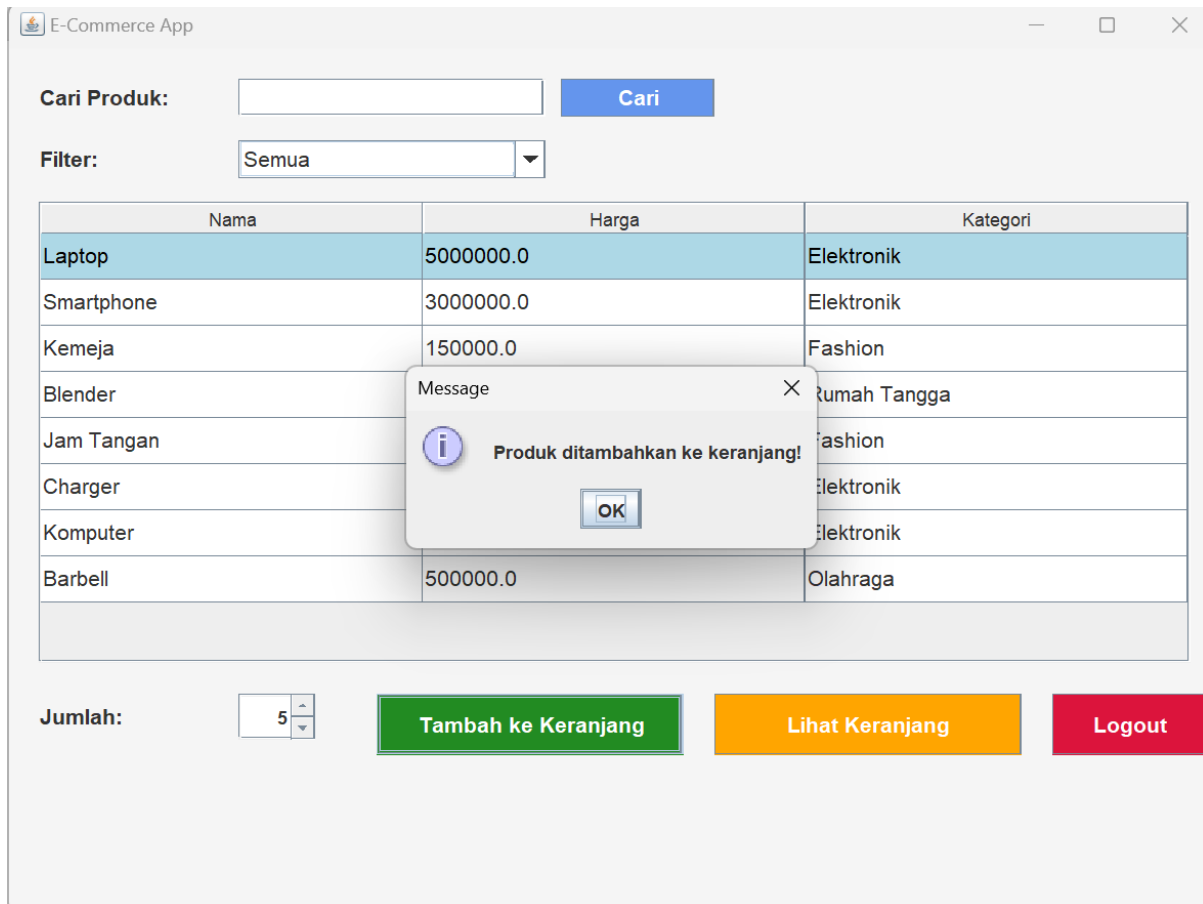 E-Commerce App
Cari Produk: Cari
Filter: Semua
Nama Harga Kategori
Laptop 5000000.0 Elektronik
Smartphone 3000000.0 Elektronik
Kemeja 150000.0 Fashion
Blender Rumah Tangga
Jam Tangan Fashion
Charger Elektronik
Komputer Elektronik
Barbell 500000.0 Olahraga
Message
Produk ditambahkan ke keranjang!
OK
Jumlah: 5 Tambah ke Keranjang Lihat Keranjang Logout